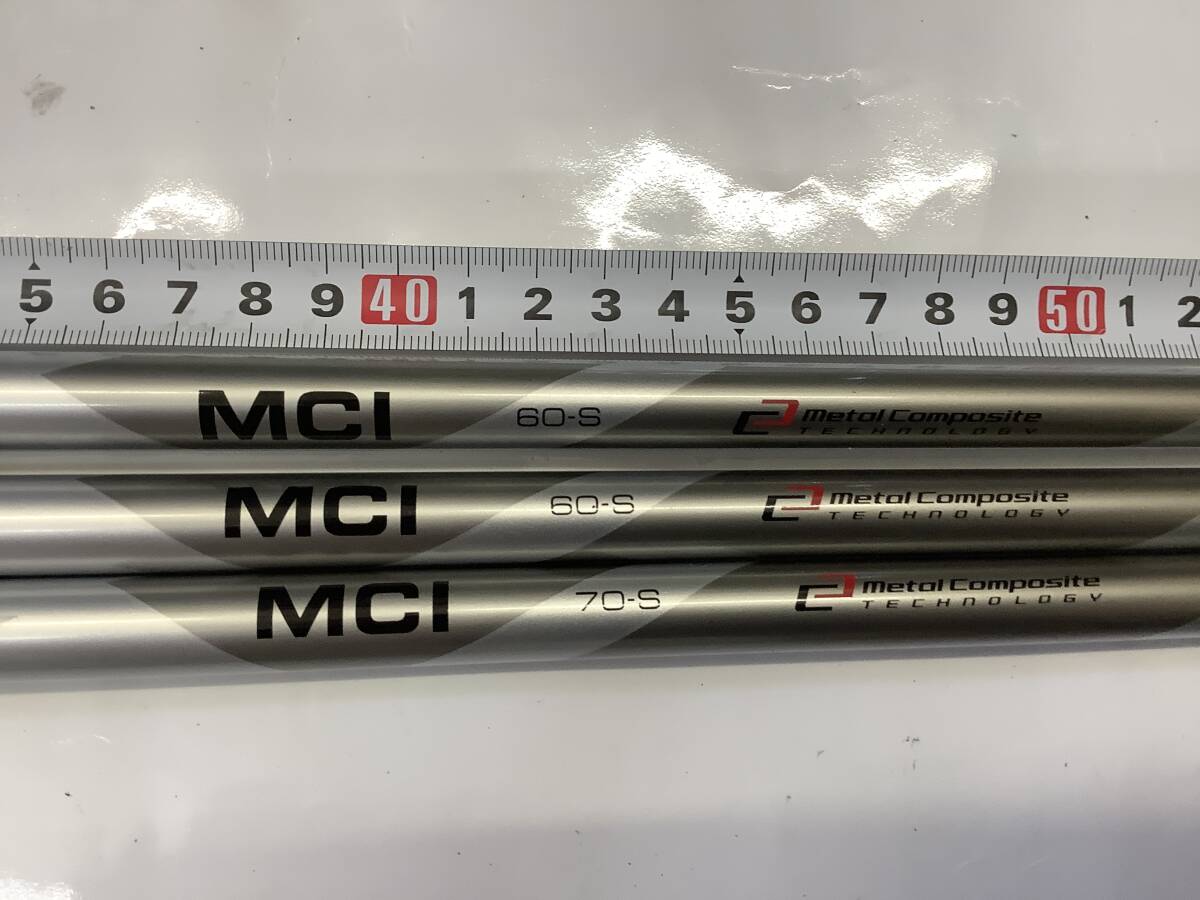 5 6 7 8 9 40 1 2 3 4 5 6 7 8 9 50 1 2
MCI 60-S Metal Composite
TECHNOLOGY
MCI 60-S Metal Composite
TECHNOLOGY
MCI 70-S Metal Composite
TECHNOLOGY